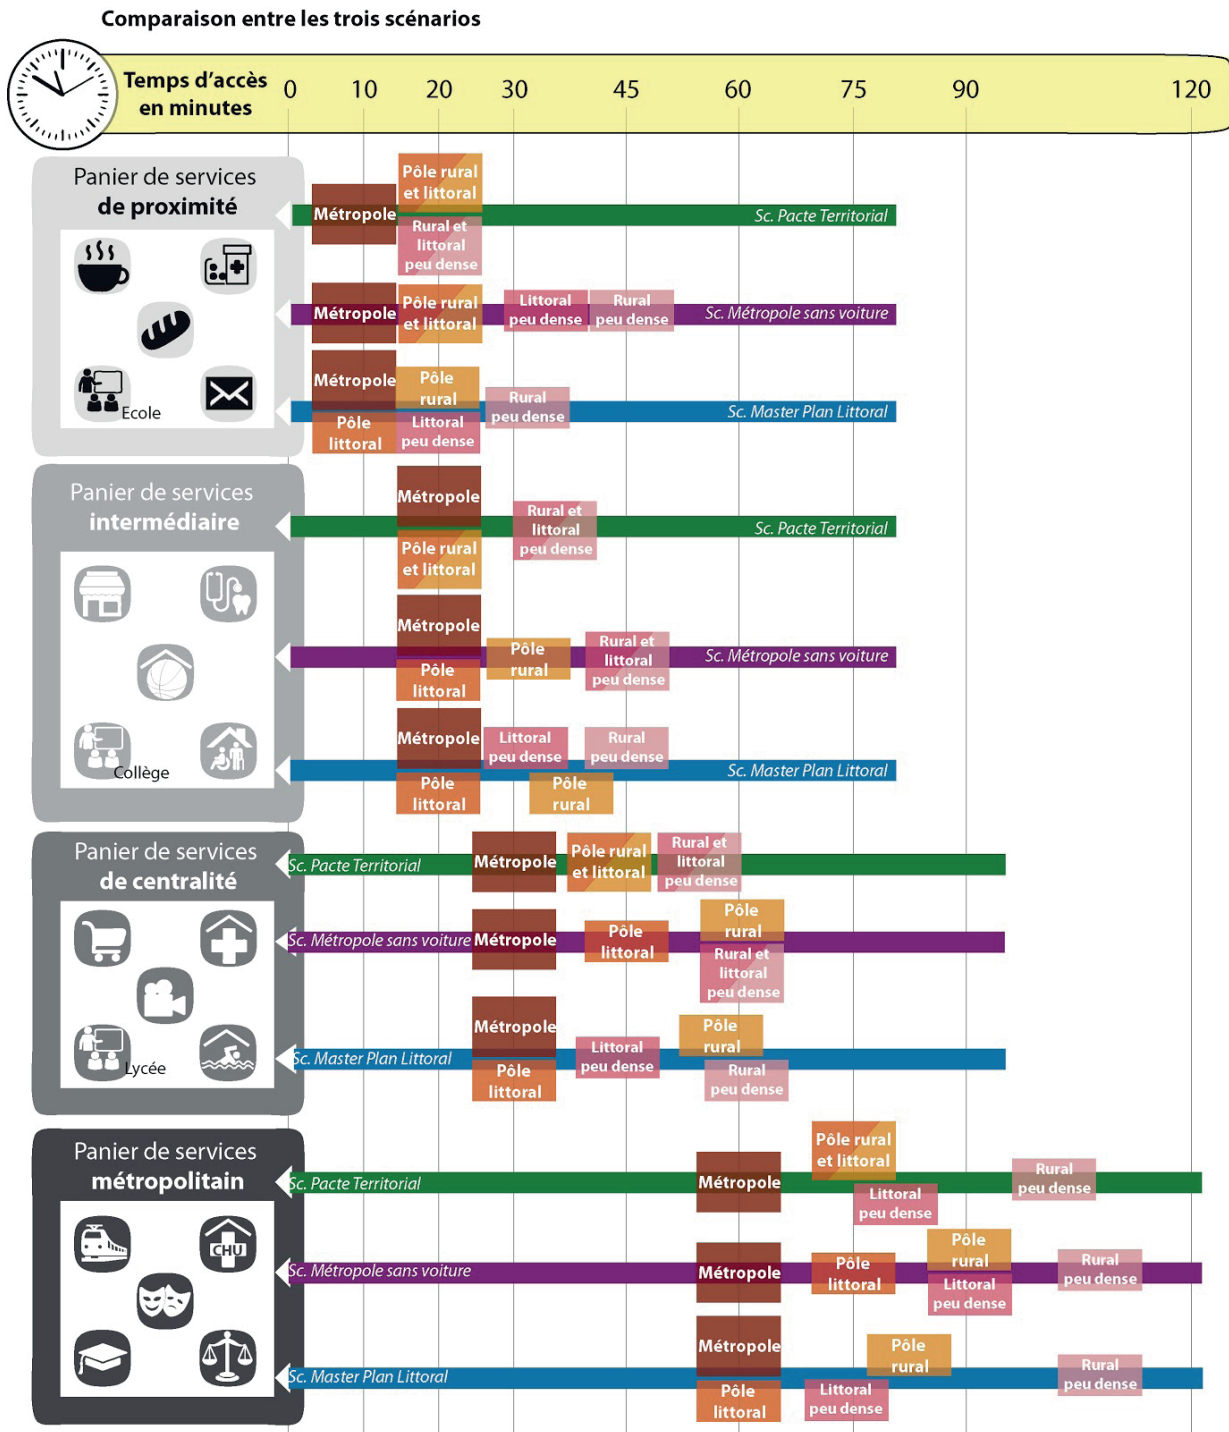 Comparaison entre les trois scénarios
Temps d’accès
en minutes
0 10 20 30 45 60 75 90 120
Panier de services
de proximité
Ecole
Pôle rural
et littoral
Métropole
Rural et
littoral
peu dense
Sc. Pacte Territorial
Métropole
Pôle rural
et littoral
Littoral
peu dense
Rural
peu dense
Sc. Métropole sans voiture
Métropole
Pôle
rural
Rural
peu dense
Pôle
littoral
Littoral
peu dense
Sc. Master Plan Littoral
Panier de services
intermédiaire
Collège
Métropole
Pôle rural
et littoral
Rural et
littoral
peu dense
Sc. Pacte Territorial
Métropole
Pôle
littoral
Pôle
rural
Rural et
littoral
peu dense
Sc. Métropole sans voiture
Métropole
Littoral
peu dense
Rural
peu dense
Pôle
littoral
Pôle
rural
Sc. Master Plan Littoral
Panier de services
de centralité
Lycée
Sc. Pacte Territorial
Métropole
Pôle rural
et littoral
Rural et
littoral
peu dense
Sc. Métropole sans voiture
Métropole
Pôle
littoral
Pôle
rural
Rural et
littoral
peu dense
Sc. Master Plan Littoral
Métropole
Pôle
littoral
Littoral
peu dense
Pôle
rural
Rural
peu dense
Panier de services
métropolitain
CHU
Sc. Pacte Territorial
Métropole
Pôle rural
et littoral
Littoral
peu dense
Rural
peu dense
Sc. Métropole sans voiture
Métropole
Pôle
littoral
Pôle
rural
Littoral
peu dense
Rural
peu dense
Sc. Master Plan Littoral
Métropole
Pôle
littoral
Littoral
peu dense
Pôle
rural
Rural
peu dense